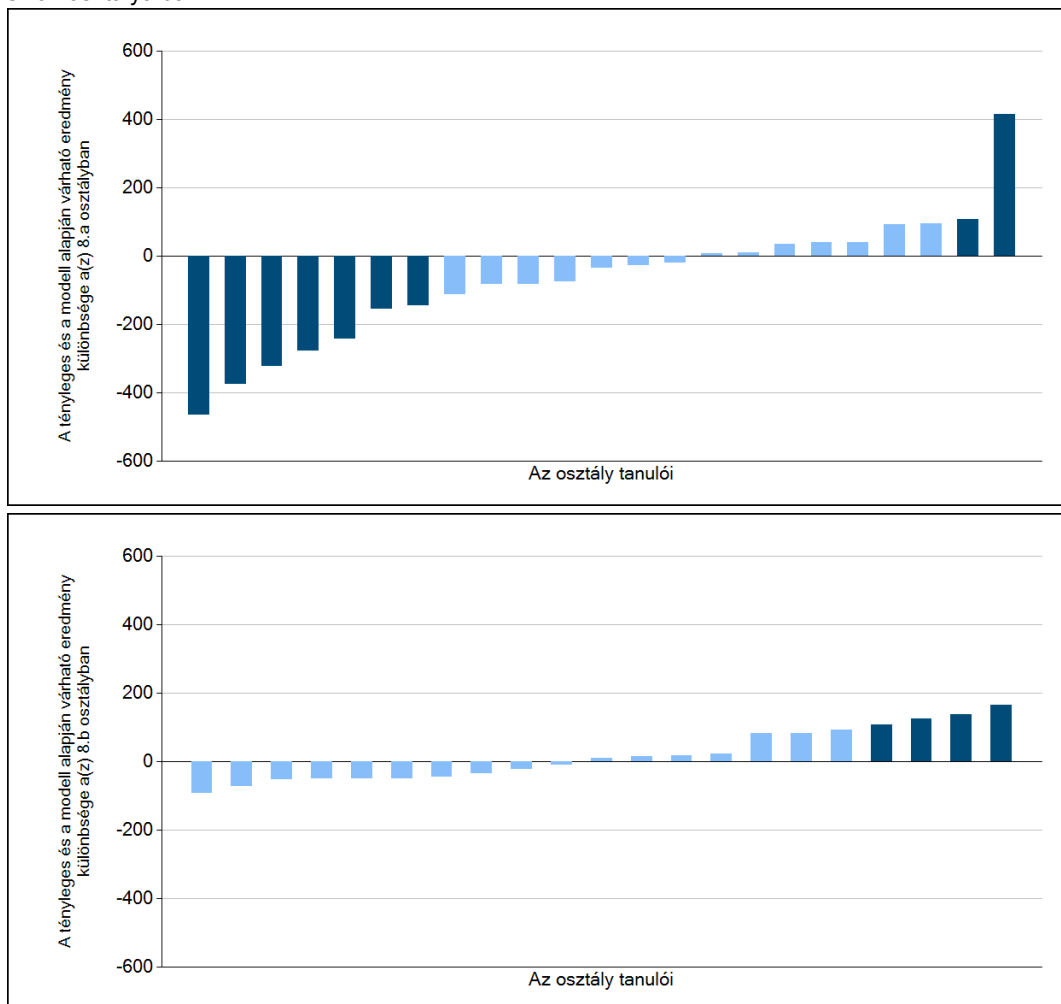 600
400
200
0
-200
-400
-600
A tényleges és a modell alapján várható eredmény
különbsége a(z) 8.a osztályban
Az osztály tanulói
600
400
200
0
-200
-400
-600
A tényleges és a modell alapján várható eredmény
különbsége a(z) 8.b osztályban
Az osztály tanulói